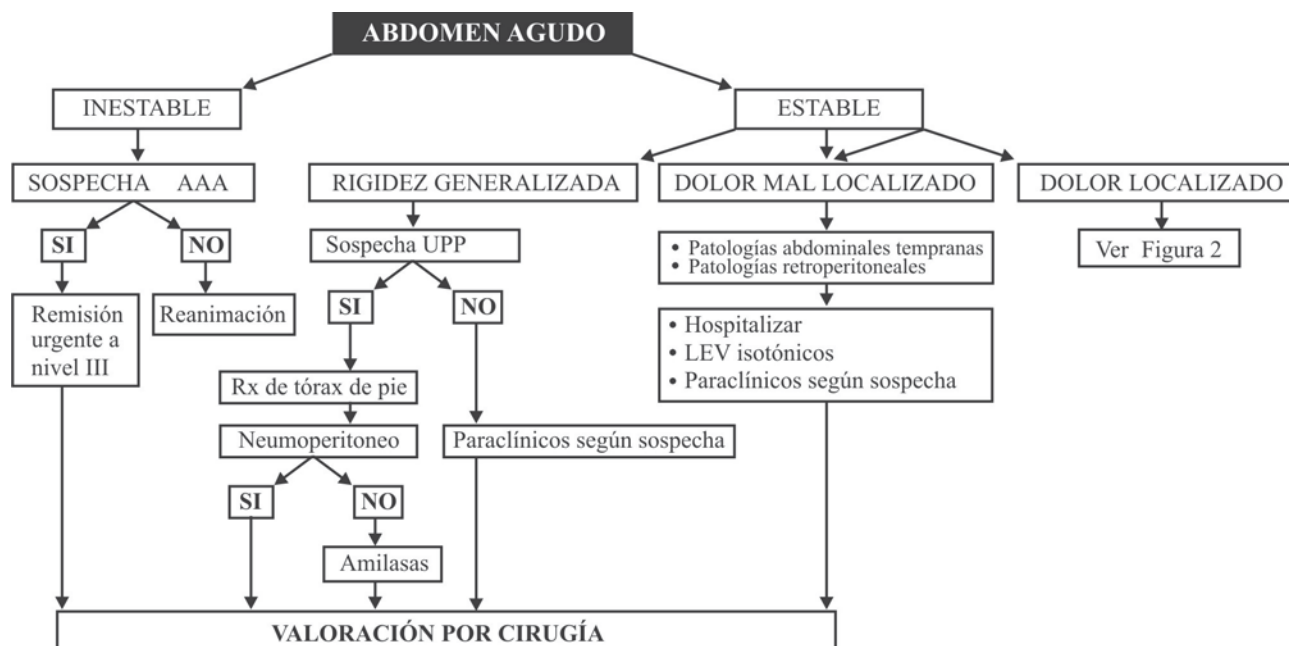 ABDOMEN AGUDO
INESTABLE
ESTABLE
SOSPECHA AAA
RIGIDEZ GENERALIZADA
DOLOR MAL LOCALIZADO
DOLOR LOCALIZADO
SI
NO
Sospecha UPP
• Patologías abdominales tempranas
• Patologías retroperitoneales
Ver Figura 2
Remisión
urgente a
nivel III
Reanimación
SI
NO
• Hospitalizar
• LEV isotónicos
• Paraclínicos según sospecha
Rx de tórax de pie
Neumoperitoneo
Paraclínicos según sospecha
SI
NO
Amilasas
VALORACIÓN POR CIRUGÍA